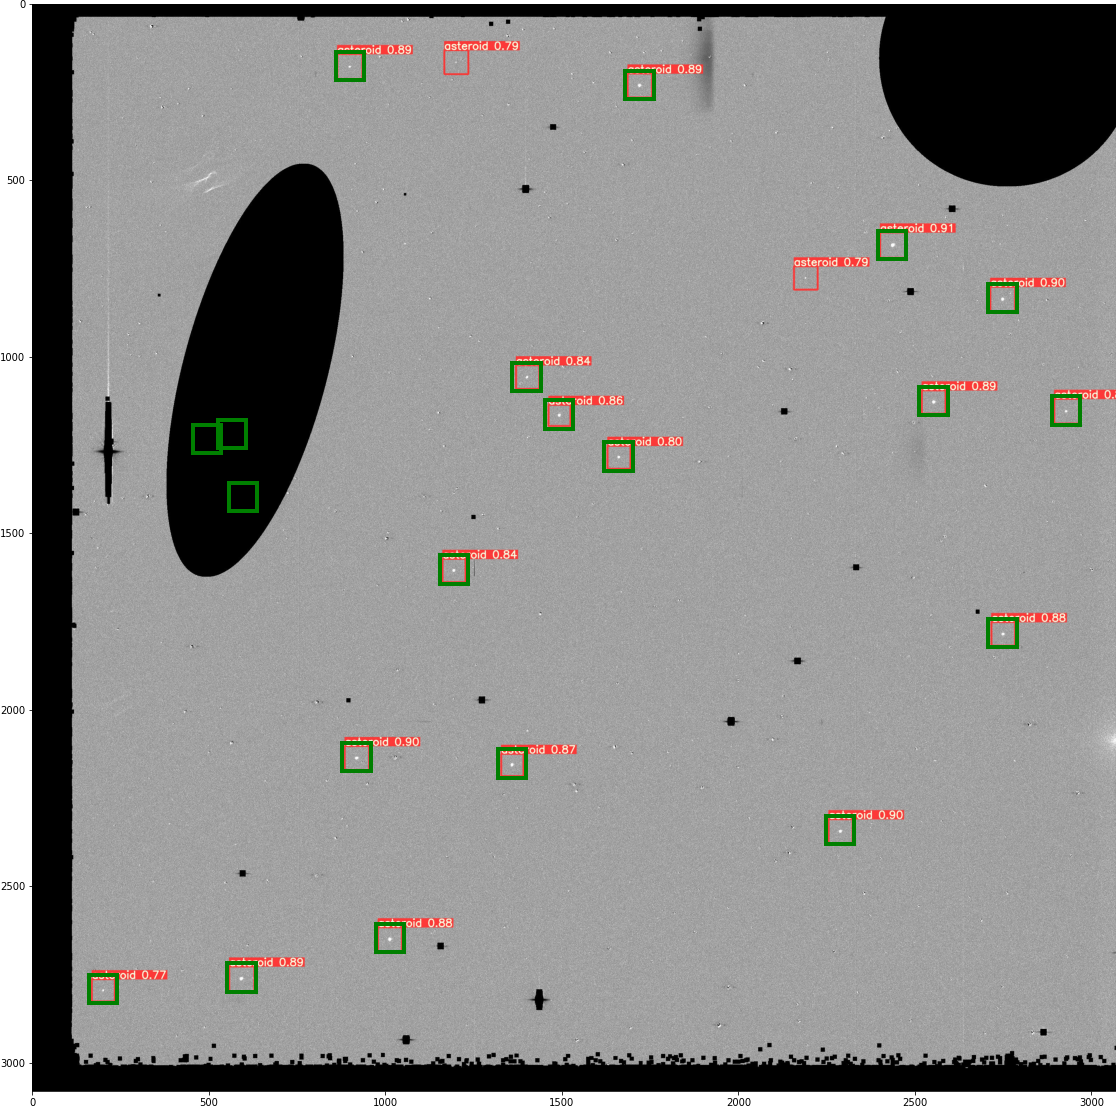 0
asteroid 0.79
asteroid 0.89
asteroid 0.89
500
asteroid 0.91
asteroid 0.79
asteroid 0.90
1000
asteroid 0.84
asteroid 0.89
asteroid
asteroid 0.86
asteroid 0.80
1500
asteroid 0.84
asteroid 0.88
2000
asteroid 0.90
asteroid 0.87
asteroid 0.90
2500
asteroid 0.88
asteroid 0.89
asteroid 0.77
3000
0 500 1000 1500 2000 2500 3000